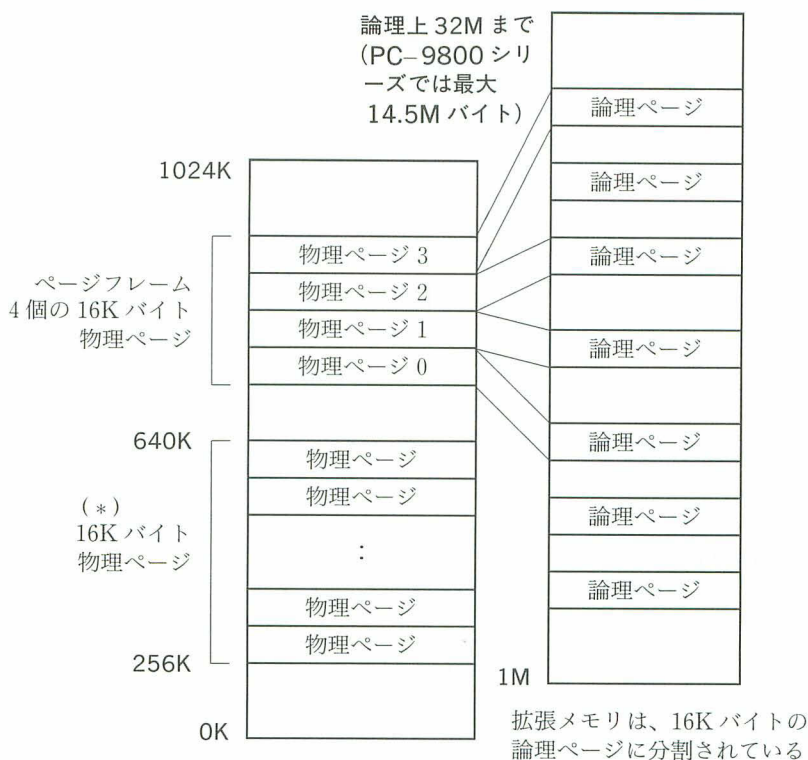 論理上 32M まで
(PC–9800 シリ
ーズでは最大
14.5M バイト)
1024K
ページフレーム
4 個の 16K バイト
物理ページ
物理ページ 3
物理ページ 2
物理ページ 1
物理ページ 0
640K
(*)
16K バイト
物理ページ
256K
0K
物理ページ
物理ページ
:
物理ページ
物理ページ
論理ページ
論理ページ
論理ページ
論理ページ
論理ページ
論理ページ
論理ページ
1M
拡張メモリは、16K バイトの
論理ページに分割されている